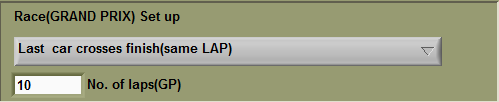 Race(GRAND PRIX) Set up
Last  car crosses finish(same LAP)
10 No. of laps(GP)